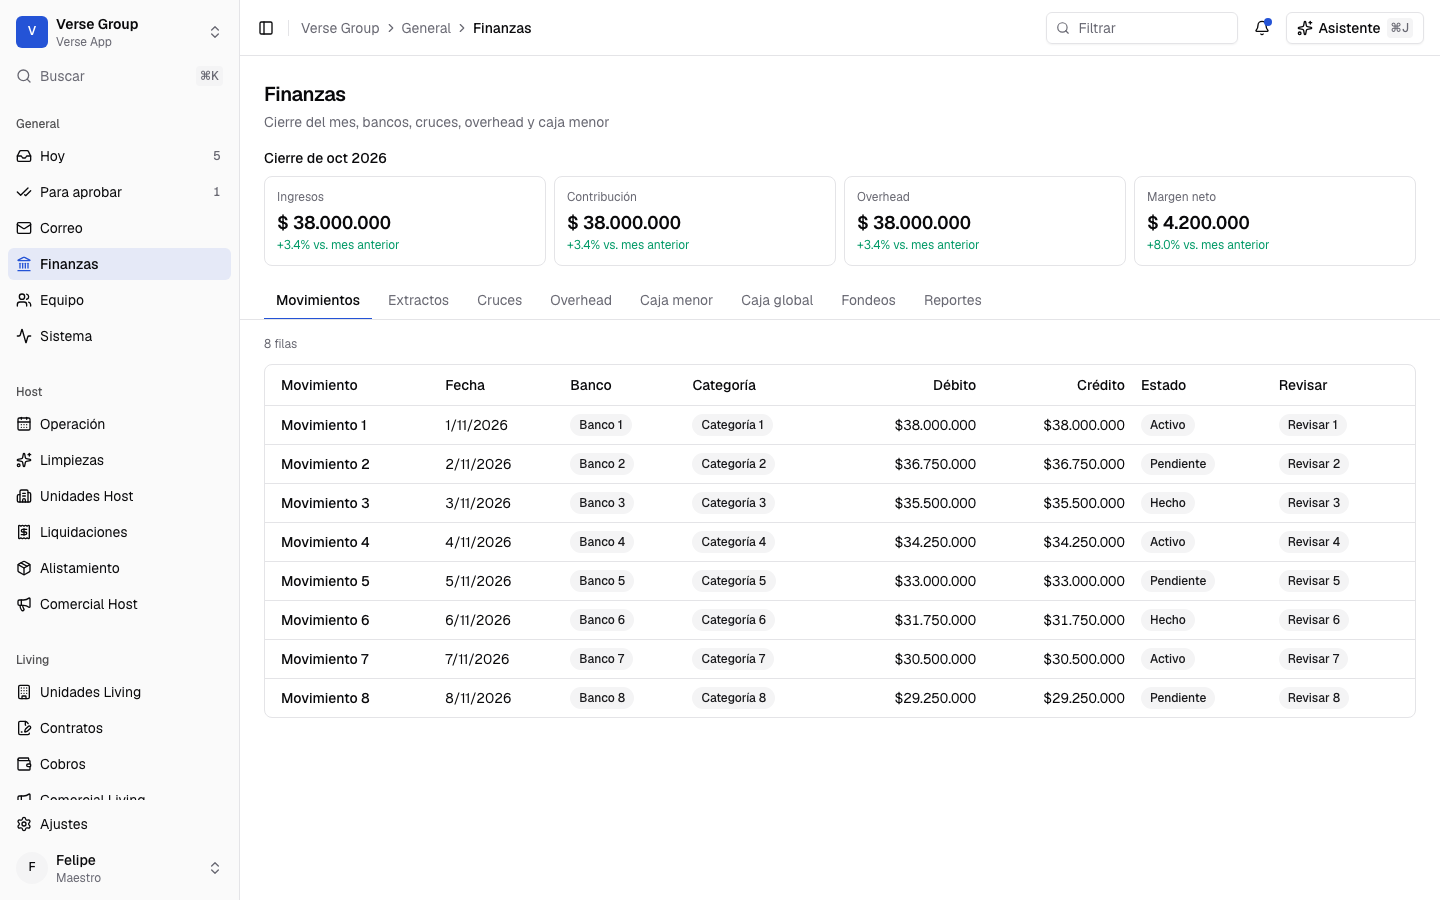 V
Verse Group
Verse App
Buscar ⌘K
General
Hoy 5
Para aprobar 1
Correo
Finanzas
Equipo
Sistema
Host
Operación
Limpiezas
Unidades Host
Liquidaciones
Alistamiento
Comercial Host
Living
Unidades Living
Contratos
Cobros
Comercial Living
Ajustes
F
Felipe
Maestro
Verse Group > General > Finanzas
Filtrar
Asistente ⌘J
Finanzas
Cierre del mes, bancos, cruces, overhead y caja menor
Cierre de oct 2026
Ingresos
$ 38.000.000
+3.4% vs. mes anterior
Contribución
$ 38.000.000
+3.4% vs. mes anterior
Overhead
$ 38.000.000
+3.4% vs. mes anterior
Margen neto
$ 4.200.000
+8.0% vs. mes anterior
Movimientos Extractos Cruces Overhead Caja menor Caja global Fondeos Reportes
8 filas
Movimiento Fecha Banco Categoría Débito Crédito Estado Revisar
Movimiento 1 1/11/2026 Banco 1 Categoría 1 $38.000.000 $38.000.000 Activo Revisar 1
Movimiento 2 2/11/2026 Banco 2 Categoría 2 $36.750.000 $36.750.000 Pendiente Revisar 2
Movimiento 3 3/11/2026 Banco 3 Categoría 3 $35.500.000 $35.500.000 Hecho Revisar 3
Movimiento 4 4/11/2026 Banco 4 Categoría 4 $34.250.000 $34.250.000 Activo Revisar 4
Movimiento 5 5/11/2026 Banco 5 Categoría 5 $33.000.000 $33.000.000 Pendiente Revisar 5
Movimiento 6 6/11/2026 Banco 6 Categoría 6 $31.750.000 $31.750.000 Hecho Revisar 6
Movimiento 7 7/11/2026 Banco 7 Categoría 7 $30.500.000 $30.500.000 Activo Revisar 7
Movimiento 8 8/11/2026 Banco 8 Categoría 8 $29.250.000 $29.250.000 Pendiente Revisar 8